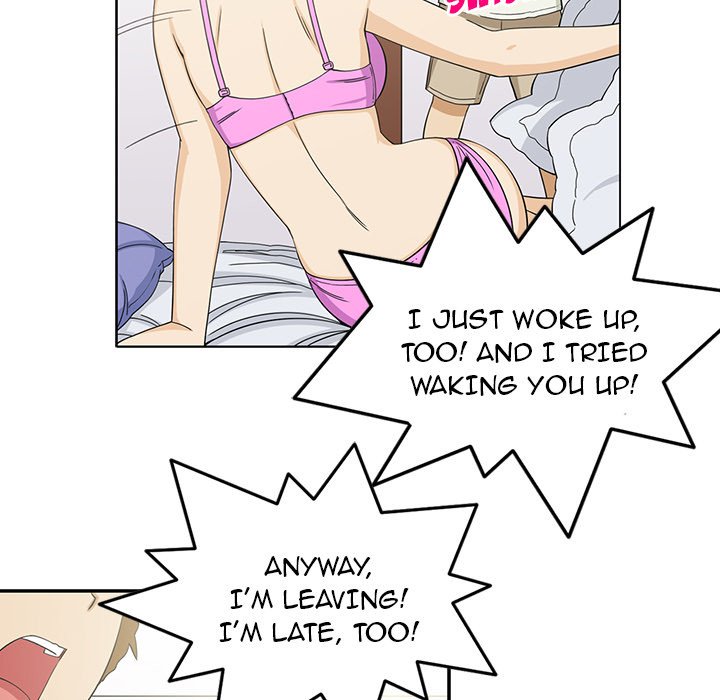 I JUST WOKE UP,
TOO! AND I TRIED
WAKING YOU UP!
ANYWAY,
I'M LEAVING!
I'M LATE, TOO!